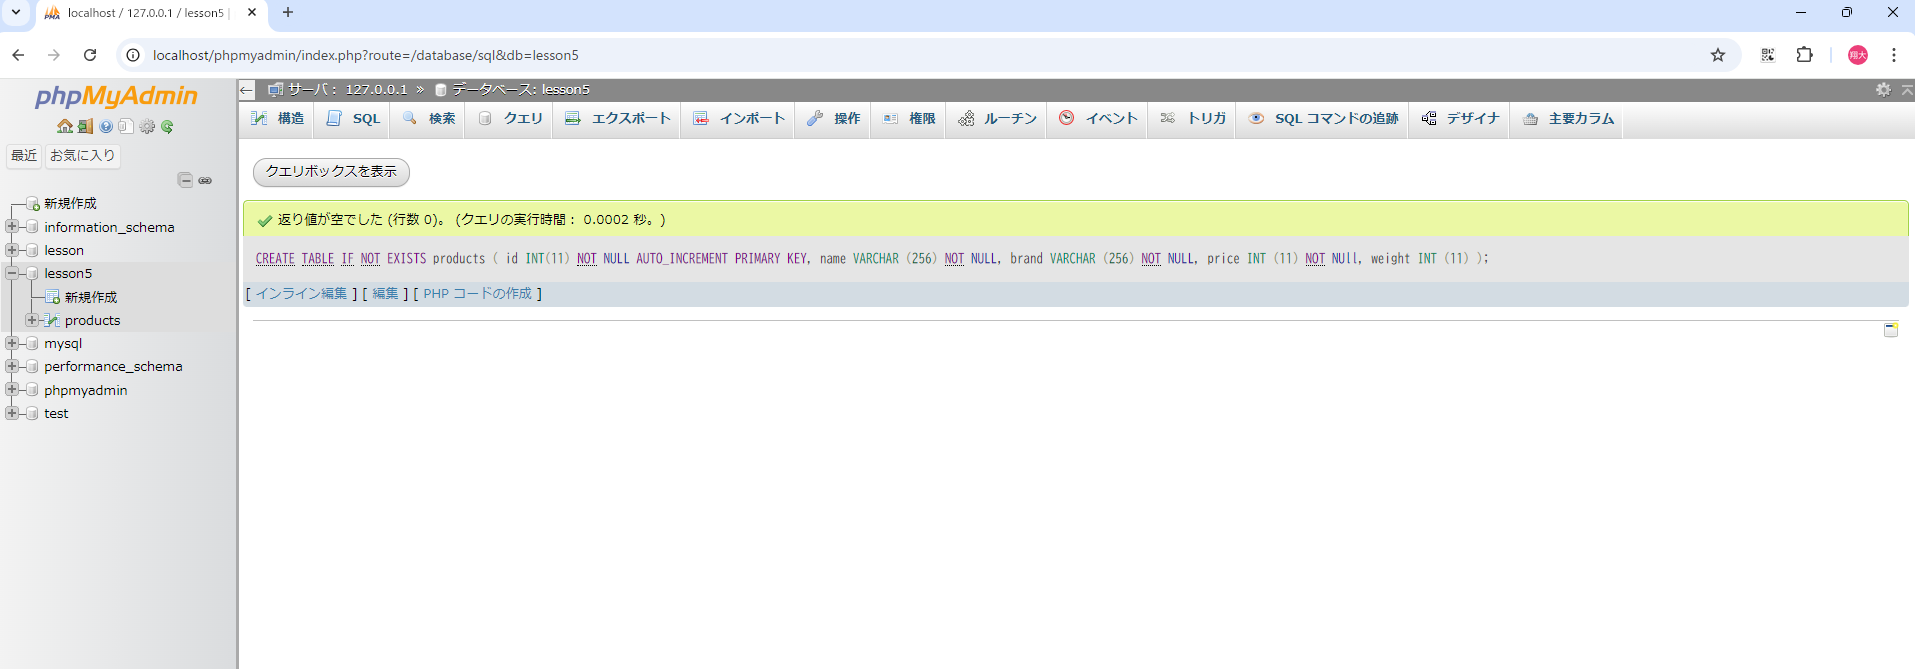 localhost / 127.0.0.1 / lesson5 |
localhost/phpmyadmin/index.php?route=/database/sql&db=lesson5
翔大
phpMyAdmin
最近 お気に入り
新規作成
information_schema
lesson
lesson5
新規作成
products
mysql
performance_schema
phpmyadmin
test
サーバ: 127.0.0.1 » データベース: lesson5
構造 SQL 検索 クエリ エクスポート インポート 操作 権限 ルーチン イベント トリガ SQL コマンドの追跡 デザイナ 主要カラム
クエリボックスを表示
返り値が空でした (行数 0)。 (クエリの実行時間: 0.0002 秒。)
CREATE TABLE IF NOT EXISTS products ( id INT(11) NOT NULL AUTO_INCREMENT PRIMARY KEY, name VARCHAR (256) NOT NULL, brand VARCHAR (256) NOT NULL, price INT (11) NOT NUll, weight INT (11) );
[ インライン編集 ] [ 編集 ] [ PHP コードの作成 ]